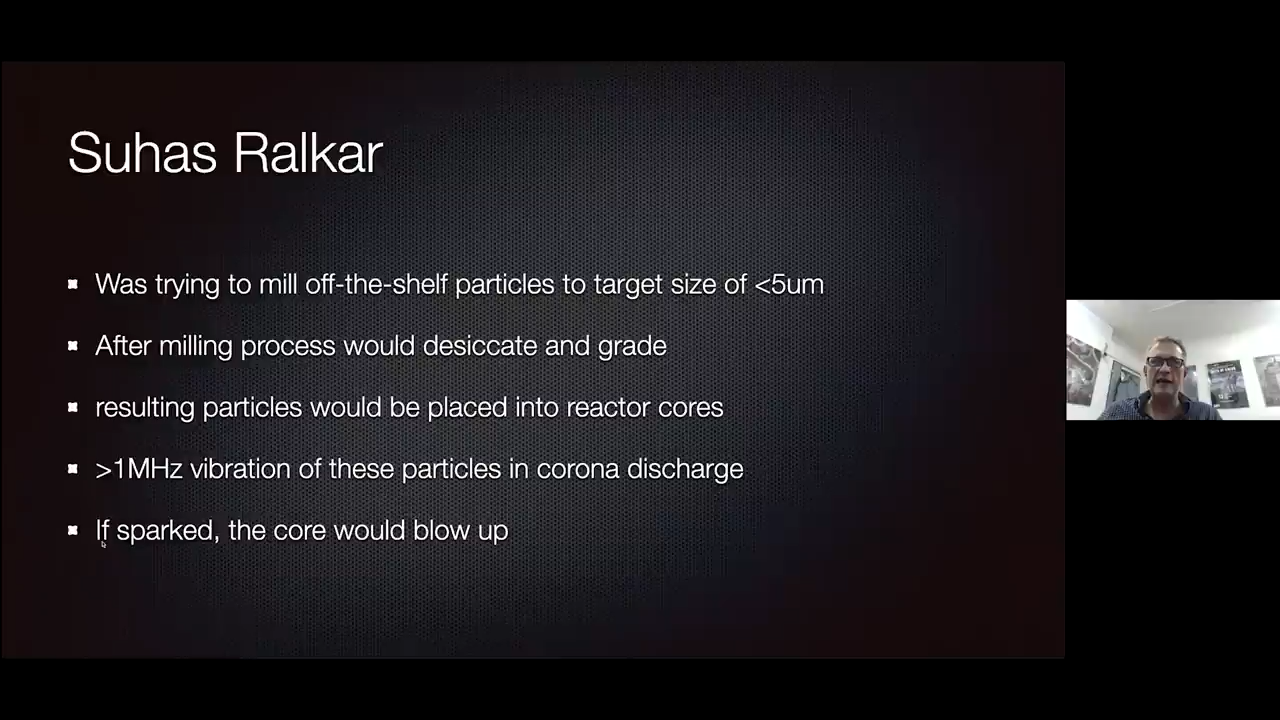 Suhas Ralkar
Was trying to mill off-the-shelf particles to target size of <5um
After milling process would desiccate and grade
resulting particles would be placed into reactor cores
>1MHz vibration of these particles in corona discharge
If sparked, the core would blow up